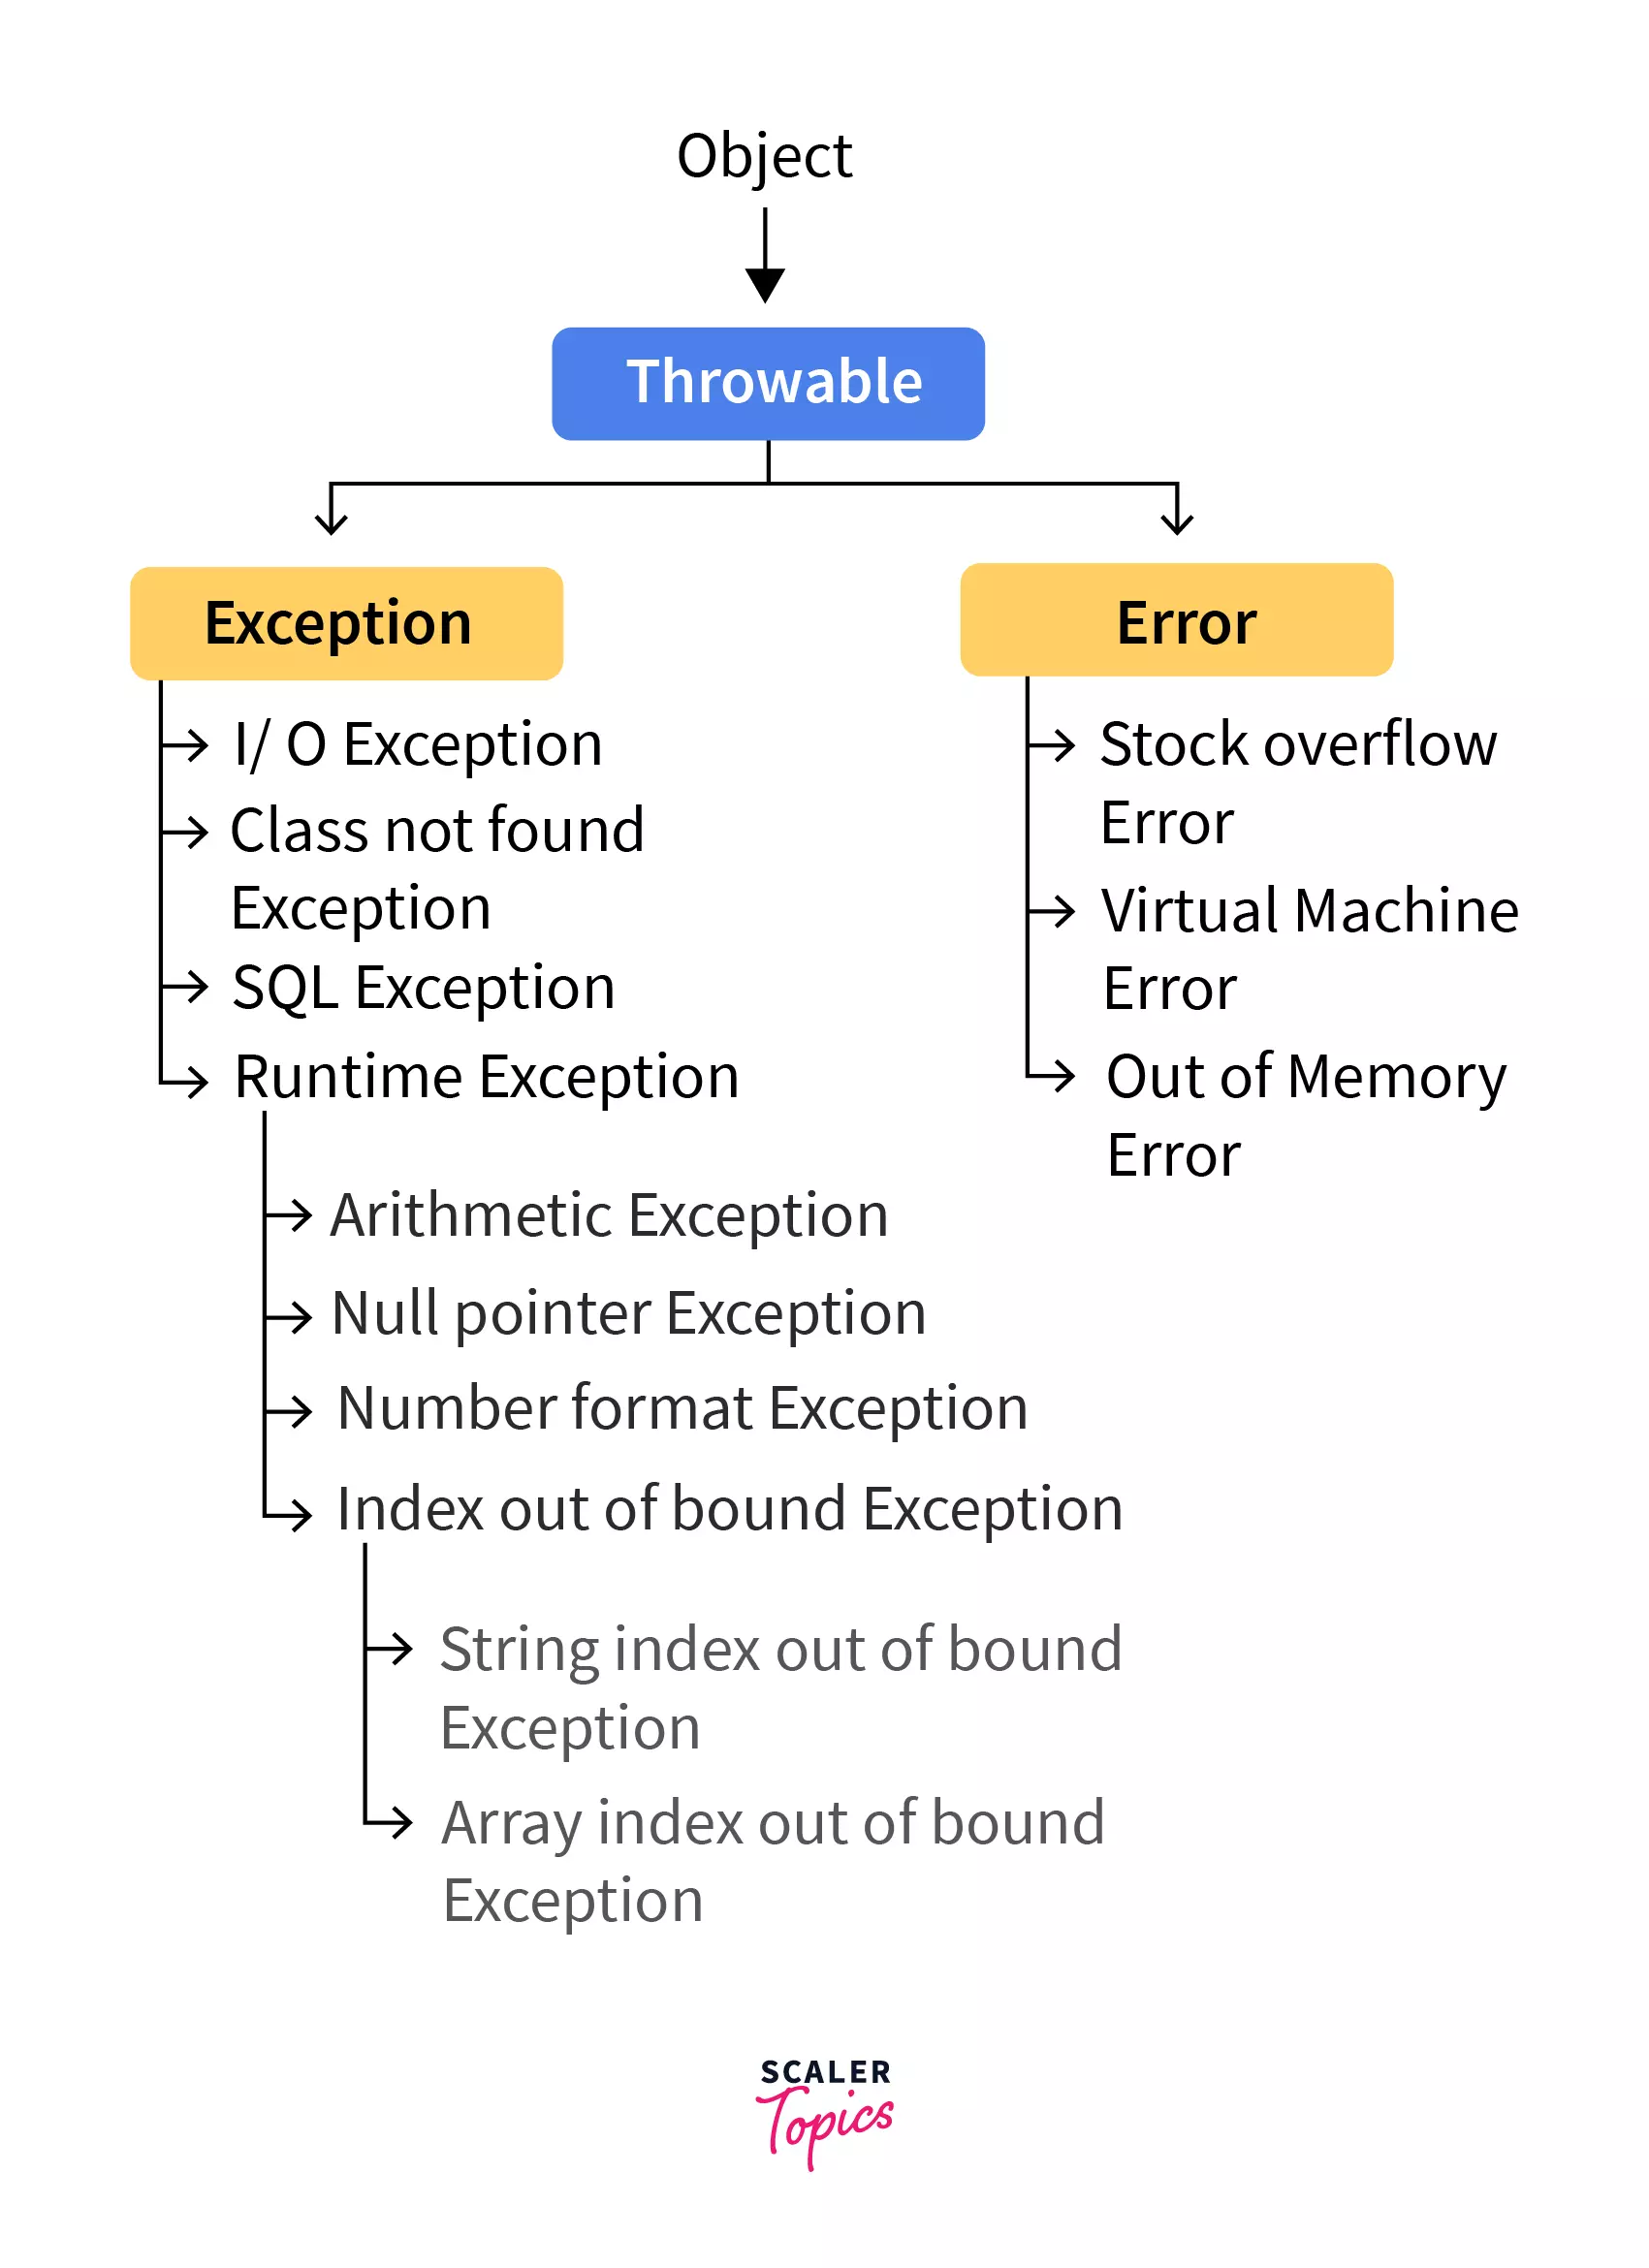 Object
Throwable
Exception
I/ O Exception
Class not found
Exception
SQL Exception
Runtime Exception
Arithmetic Exception
Null pointer Exception
Number format Exception
Index out of bound Exception
String index out of bound
Exception
Array index out of bound
Exception
Error
Stock overflow
Error
Virtual Machine
Error
Out of Memory
Error
SCALER
Topics